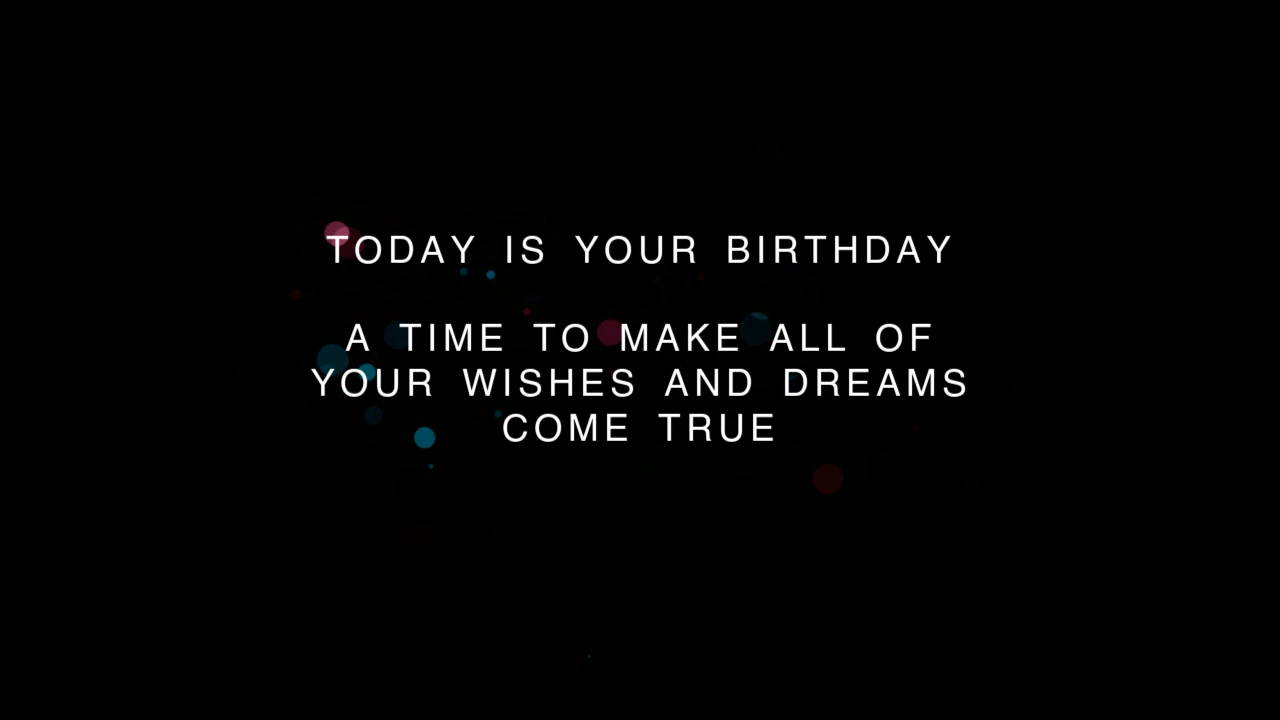 TODAY IS YOUR BIRTHDAY
A TIME TO MAKE ALL OF
YOUR WISHES AND DREAMS
COME TRUE